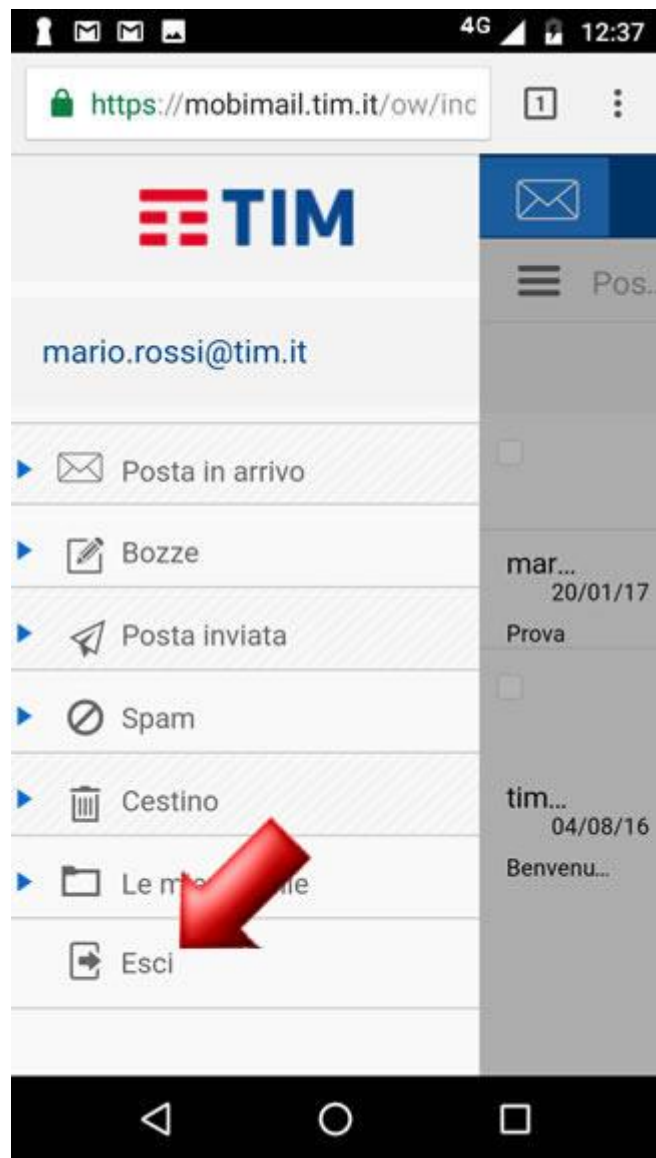 4G 12:37
https://mobimail.tim.it/ow/inc
1
TIM
Pos..
mario.rossi@tim.it
Posta in arrivo
Bozze
Posta inviata
Spam
Cestino
Le
Esci
mar...
20/01/17
Prova
tim...
04/08/16
Benvenu...